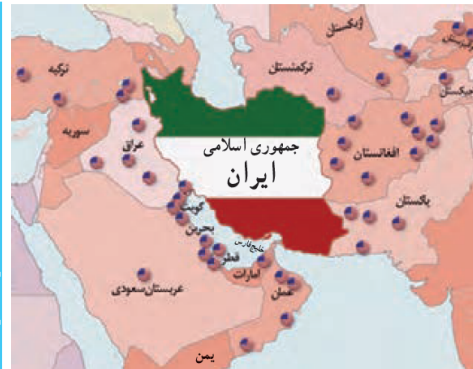 ازبکستان
ترکیه
ترکمنستان
تاجیکستان
سوریه
عراق
جمهوری اسلامی
ایران
افغانستان
پاکستان
کویت
بحرین
خلیج فارس
قطر
امارات
عمان
عربستان سعودی
یمن